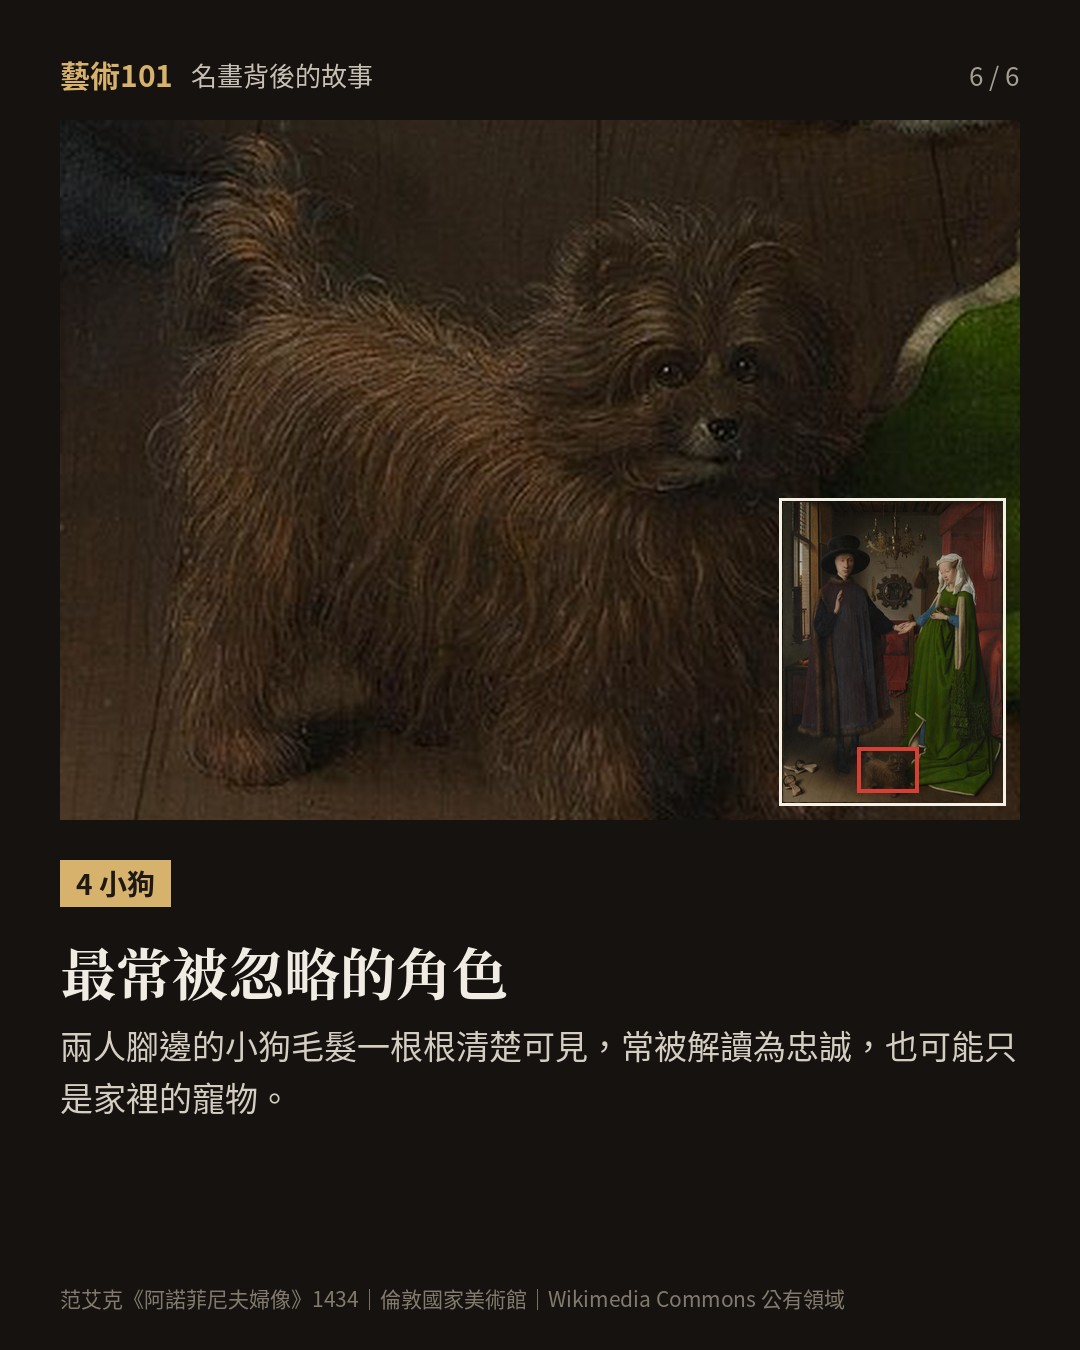 藝術101 名畫背後的故事
6 / 6
4 小狗
最常被忽略的角色
兩人腳邊的小狗毛髮一根根清楚可見，常被解讀為忠誠，也可能只
是家裡的寵物。
范艾克《阿諾菲尼夫婦像》1434｜倫敦國家美術館｜Wikimedia Commons 公有領域